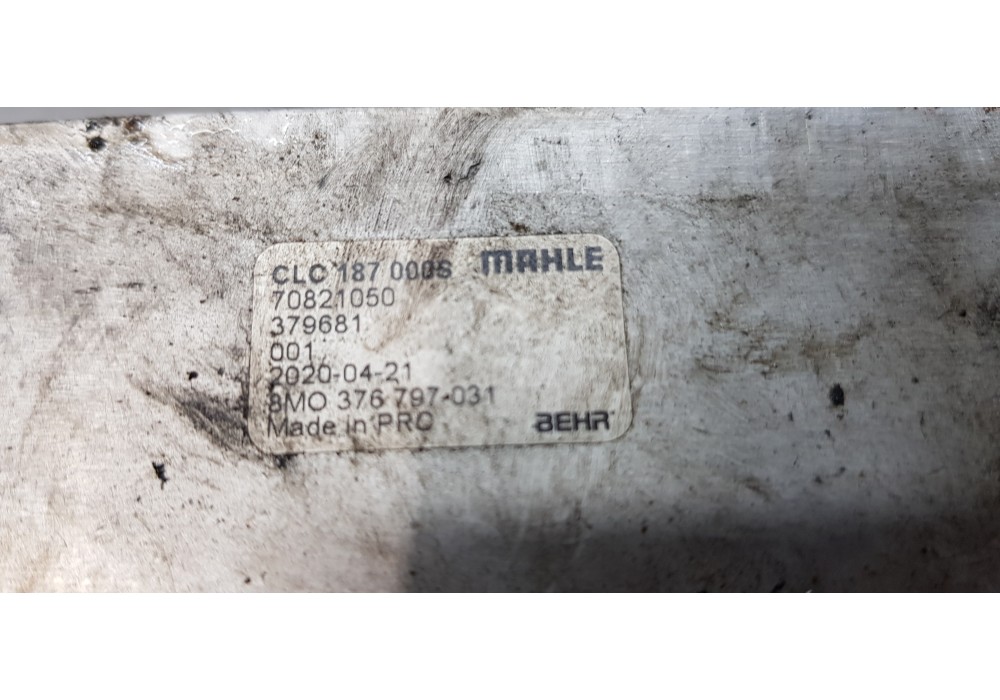 CLC 187 000S MAHLE
70821050
379681
001
2020-04-21
8MO 376 797-031
Made in PRC BEHR